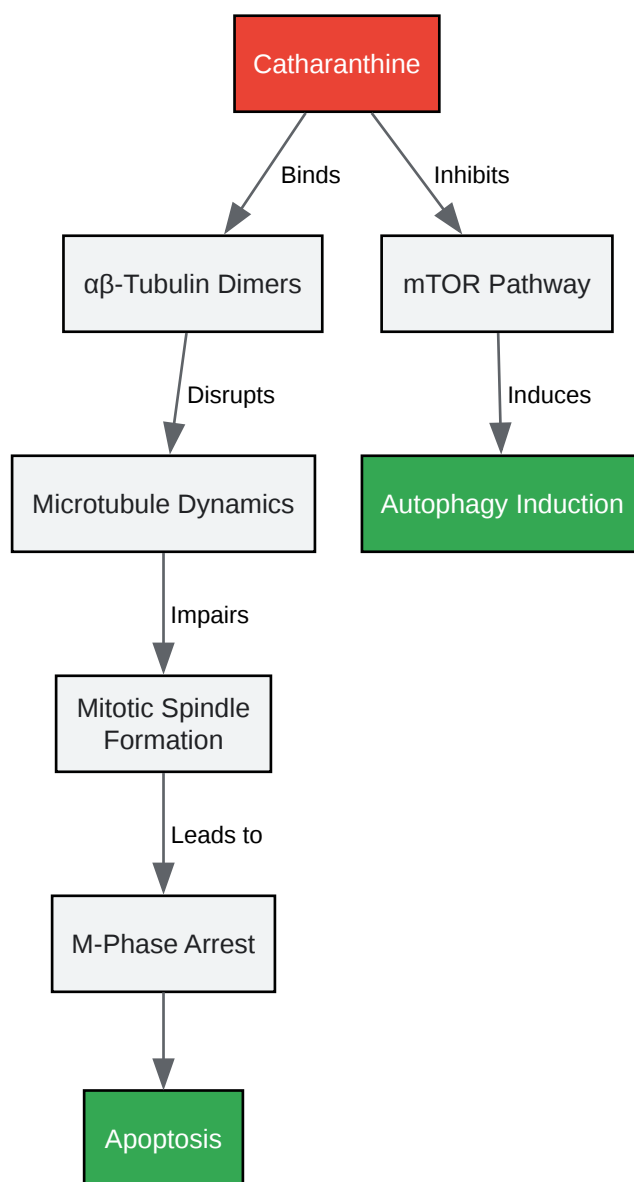 Catharanthine
Binds
Inhibits
αβ-Tubulin Dimers
mTOR Pathway
Disrupts
Induces
Microtubule Dynamics
Autophagy Induction
Impairs
Mitotic Spindle
Formation
Leads to
M-Phase Arrest
Apoptosis